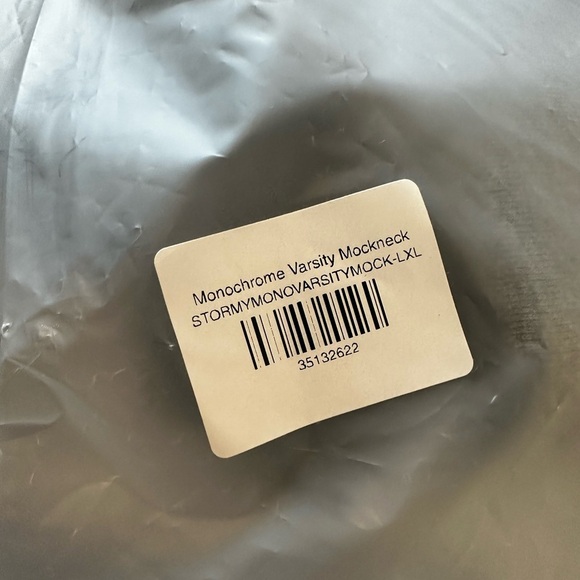 Monochrome Varsity Mockneck
STORMYMONOVARSITYMOCK-LXL
35132622